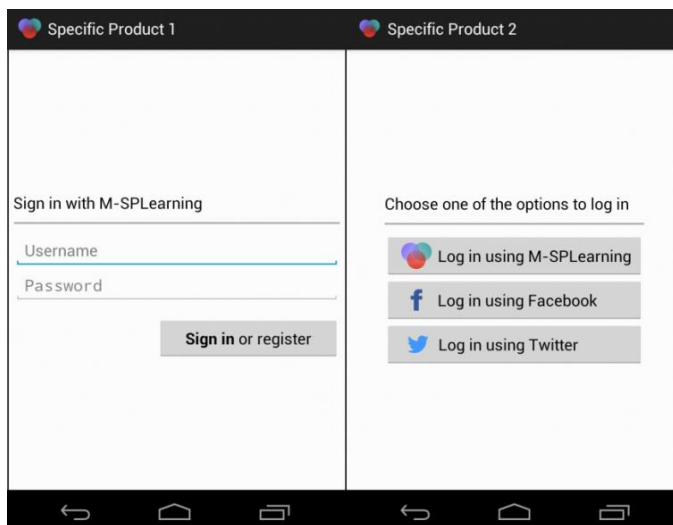 Specific Product 1
Sign in with M-SPLearning
Username
Password
Sign in or register
Specific Product 2
Choose one of the options to log in
Log in using M-SPLearning
Log in using Facebook
Log in using Twitter